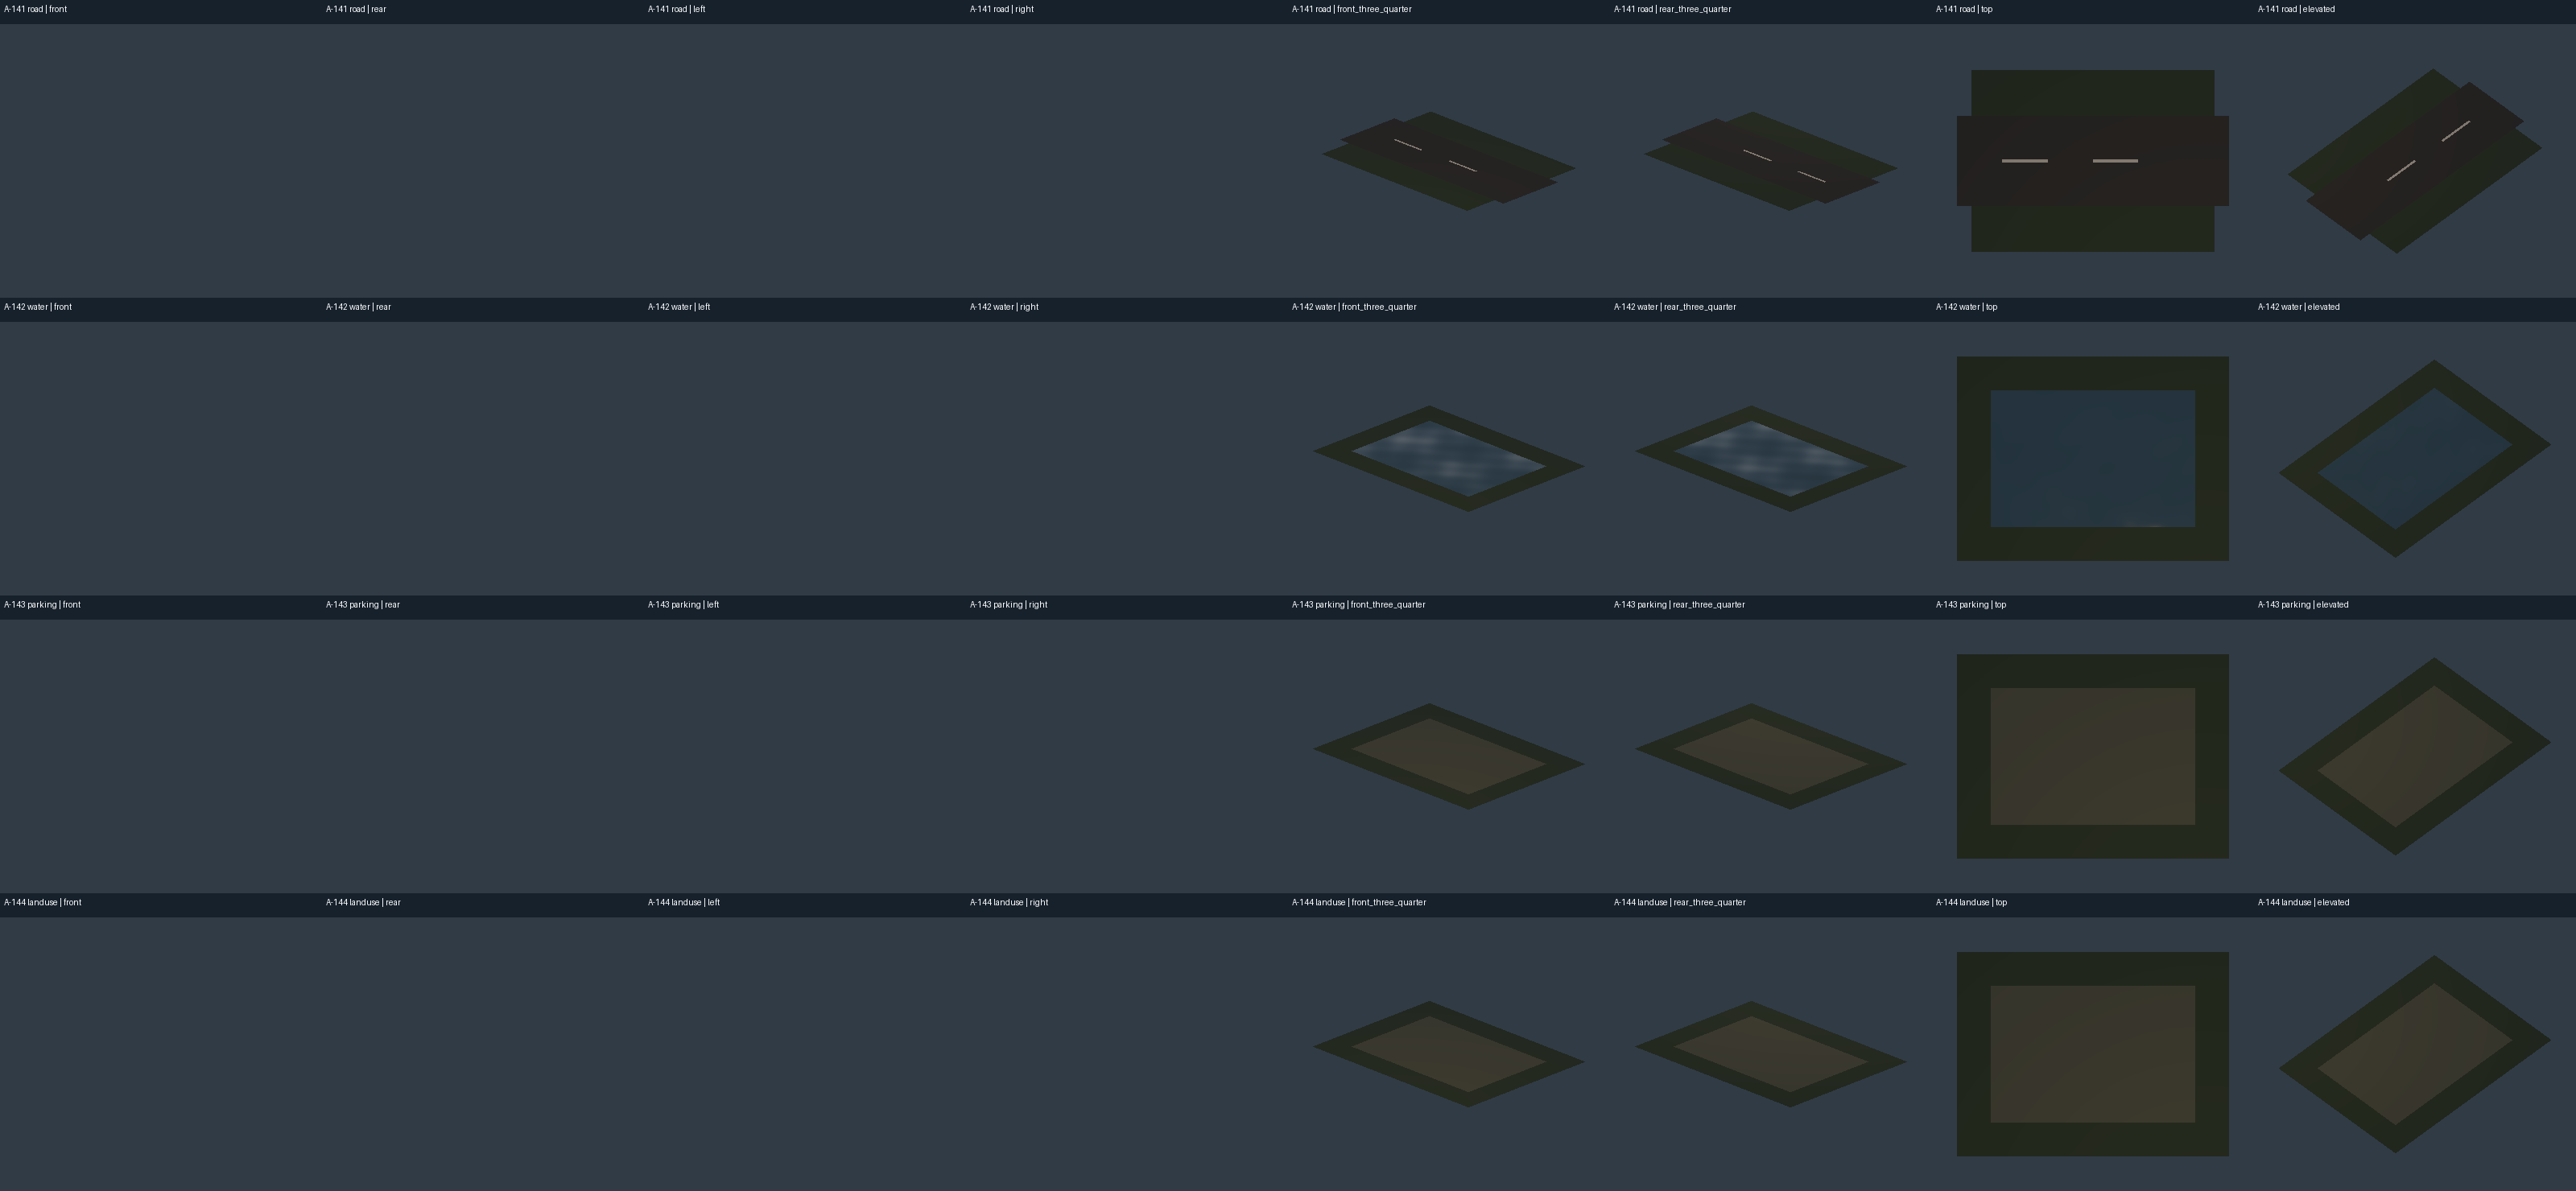 A-141 road | front
A-141 road | rear
A-141 road | left
A-141 road | right
A-141 road | front_three_quarter
A-141 road | rear_three_quarter
A-141 road | top
A-141 road | elevated
A-142 water | front
A-142 water | rear
A-142 water | left
A-142 water | right
A-142 water | front_three_quarter
A-142 water | rear_three_quarter
A-142 water | top
A-142 water | elevated
A-143 parking | front
A-143 parking | rear
A-143 parking | left
A-143 parking | right
A-143 parking | front_three_quarter
A-143 parking | rear_three_quarter
A-143 parking | top
A-143 parking | elevated
A-144 landuse | front
A-144 landuse | rear
A-144 landuse | left
A-144 landuse | right
A-144 landuse | front_three_quarter
A-144 landuse | rear_three_quarter
A-144 landuse | top
A-144 landuse | elevated